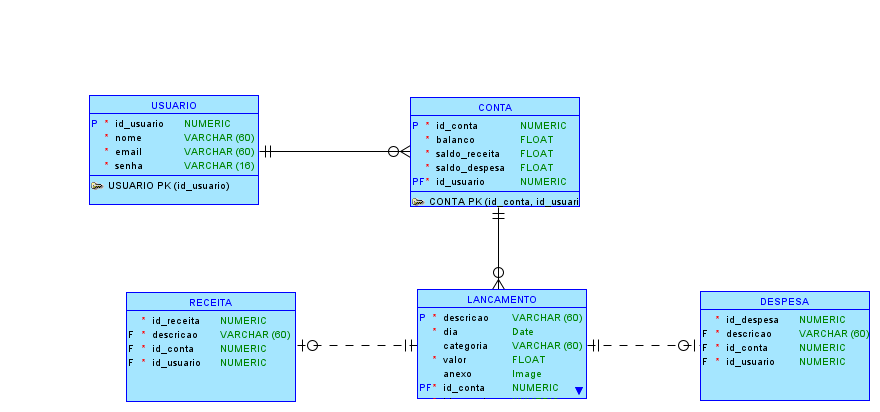 USUARIO
P * id_usuario NUMERIC
* nome VARCHAR (60)
* email VARCHAR (60)
* senha VARCHAR (16)
USUARIO PK (id_usuario)
CONTA
P * id_conta NUMERIC
* balanco FLOAT
* saldo_receita FLOAT
* saldo_despesa FLOAT
PF* id_usuario NUMERIC
CONTA PK (id_conta, id_usuari
RECEITA
* id_receita NUMERIC
F * descricao VARCHAR (60)
F * id_conta NUMERIC
F * id_usuario NUMERIC
LANCAMENTO
P * descricao VARCHAR (60)
* dia Date
categoria VARCHAR (60)
* valor FLOAT
anexo Image
PF* id_conta NUMERIC
DESPESA
* id_despesa NUMERIC
F * descricao VARCHAR (60)
F * id_conta NUMERIC
F * id_usuario NUMERIC